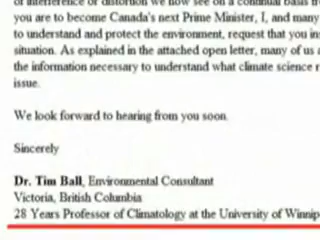 of interference or distortion we now see on a continual basis
you are to become Canada's next Prime Minister, I, and many
to understand and protect the environment, request that you
situation. As explained in the attached open letter, many of us
the information necessary to understand what climate science
issue.
We look forward to hearing from you soon.
Sincerely
Dr. Tim Ball, Environmental Consultant
Victoria, British Columbia
28 Years Professor of Climatology at the University of